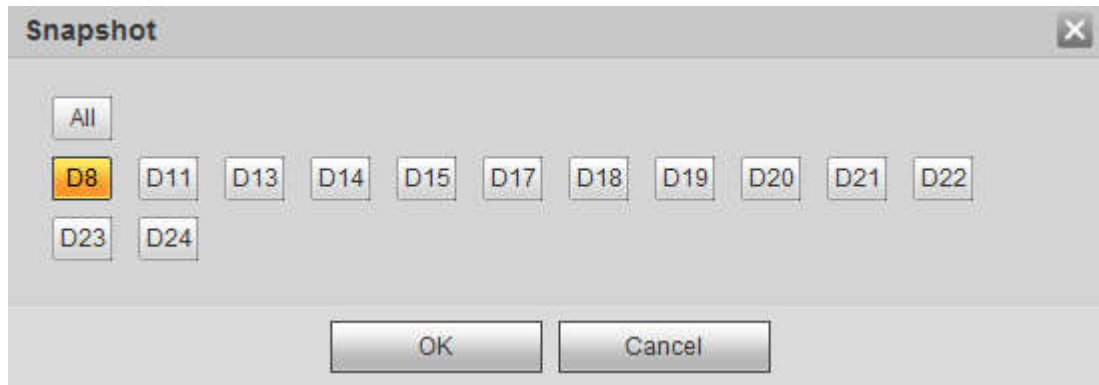 Snapshot
All
D8 D11 D13 D14 D15 D17 D18 D19 D20 D21 D22
D23 D24
OK Cancel